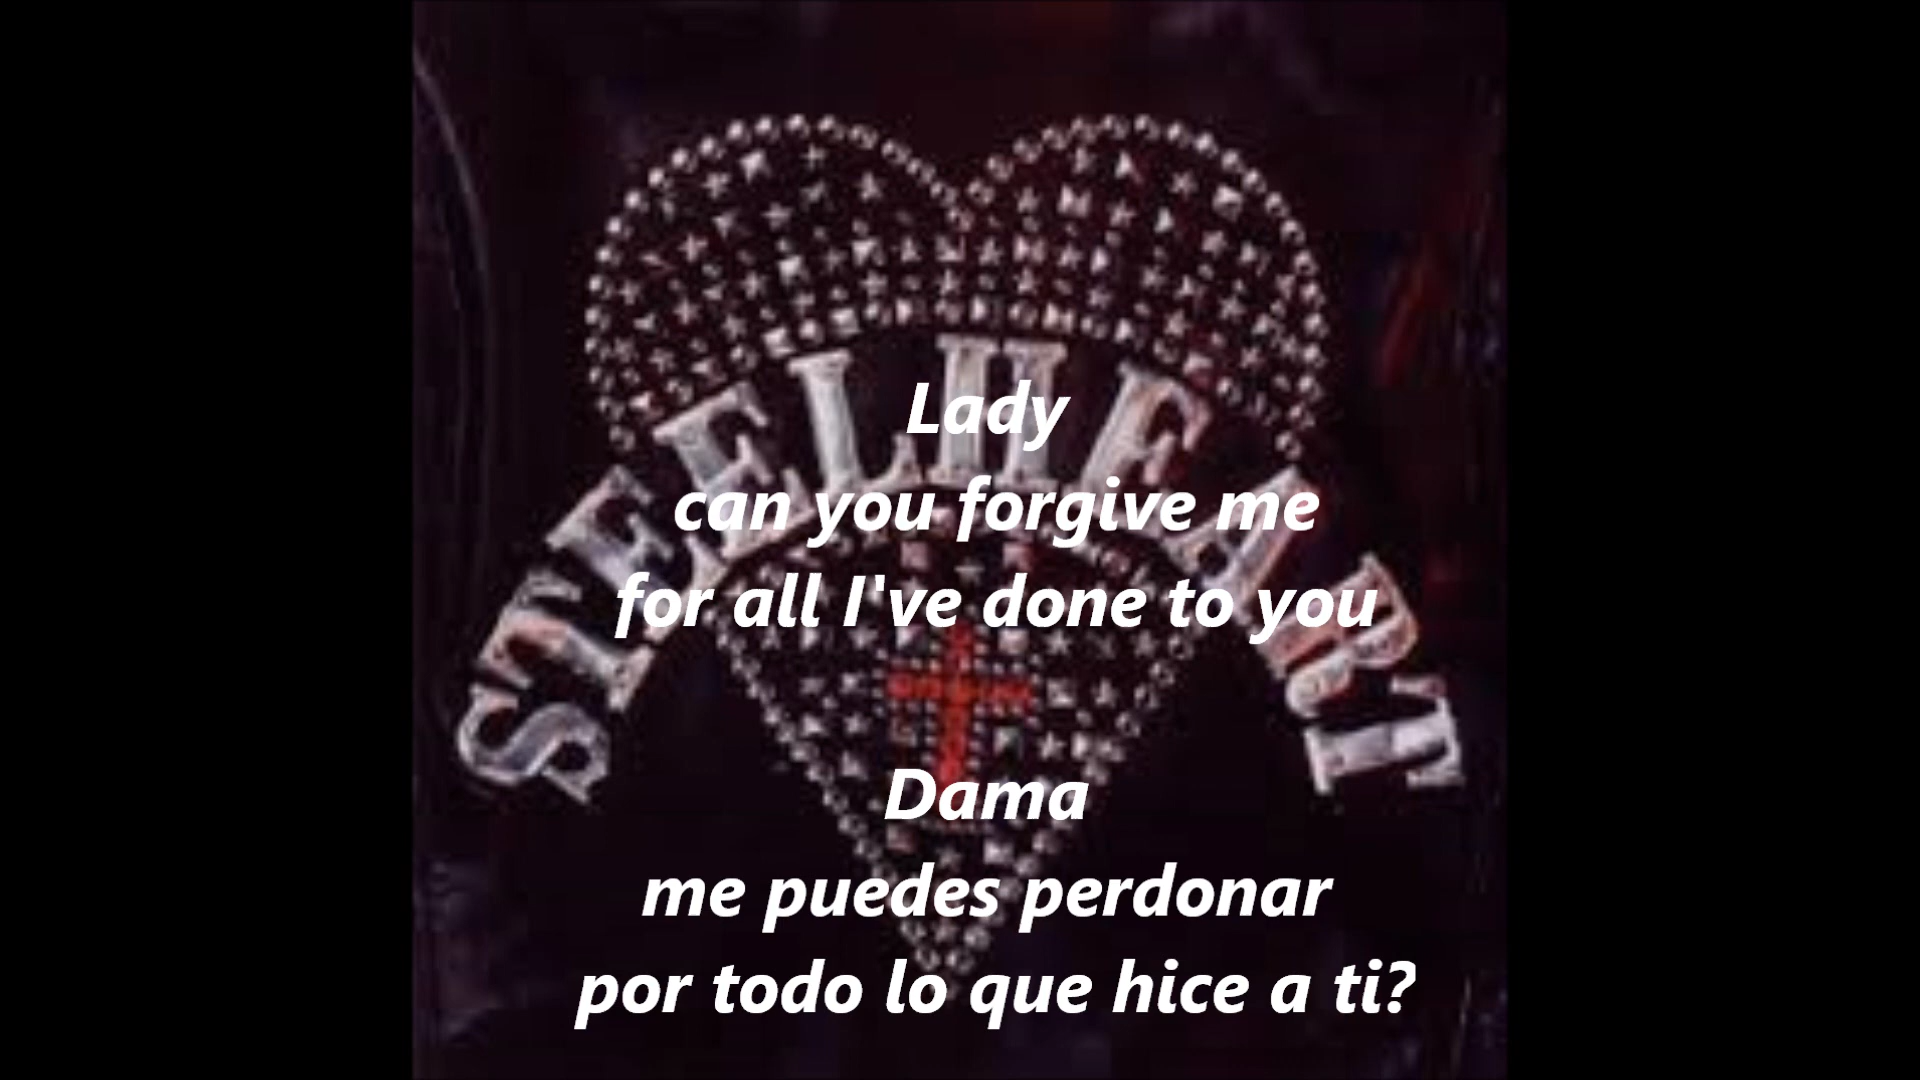 STEELHEART
Lady
can you forgive me
for all I've done to you
Dama
me puedes perdonar
por todo lo que hice a ti?